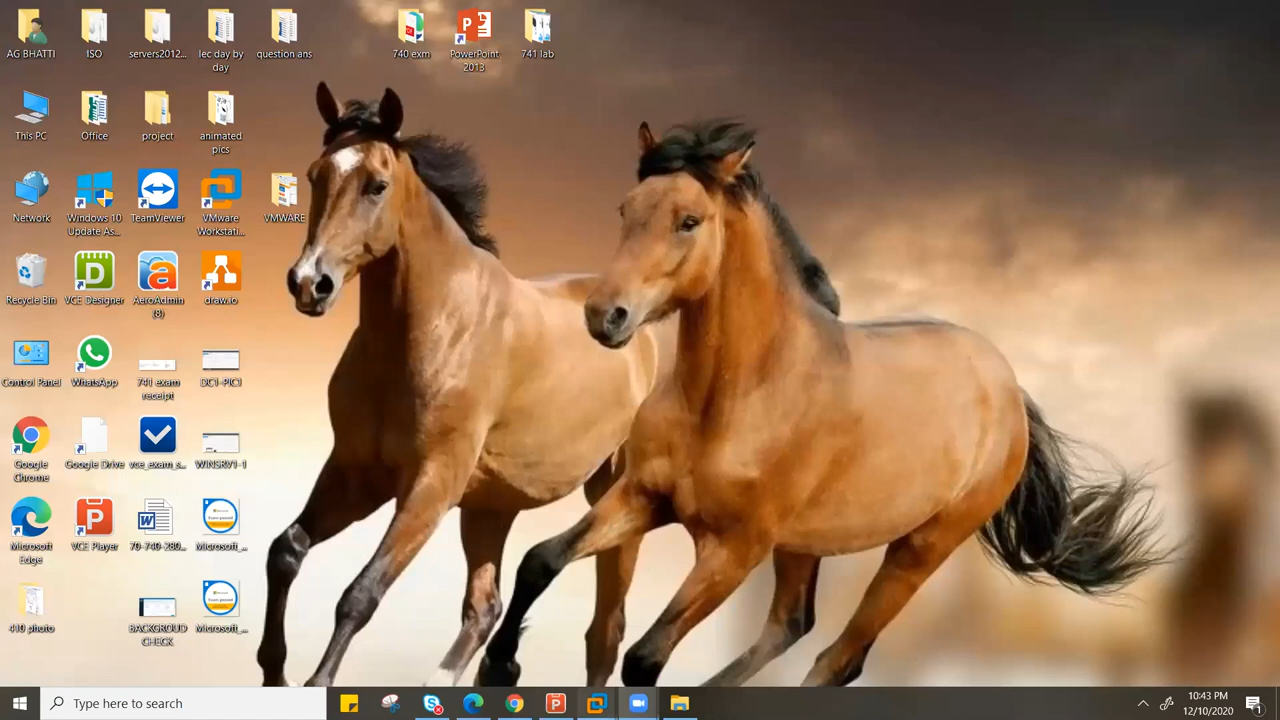 AG BHATTI
ISO
servers2012...
lec day by
day
question ans
740 exm
PowerPoint
2013
741 lab
This PC
Office
project
animated
pics
Network
Windows 10
Update As...
TeamViewer
VMware
Workstati...
VMWARE
Recycle Bin
VCE Designer
AeroAdmin
(8)
draw.io
Control Panel
WhatsApp
741 exam
receipt
DC1-PIC1
Google
Chrome
Google Drive
vce_exam_s...
WINSRV1-1
Microsoft
Edge
VCE Player
70-740-280...
Microsoft_...
410 photo
BACKGROUD
CHECK
Microsoft_...
Type here to search
10:43 PM
12/10/2020